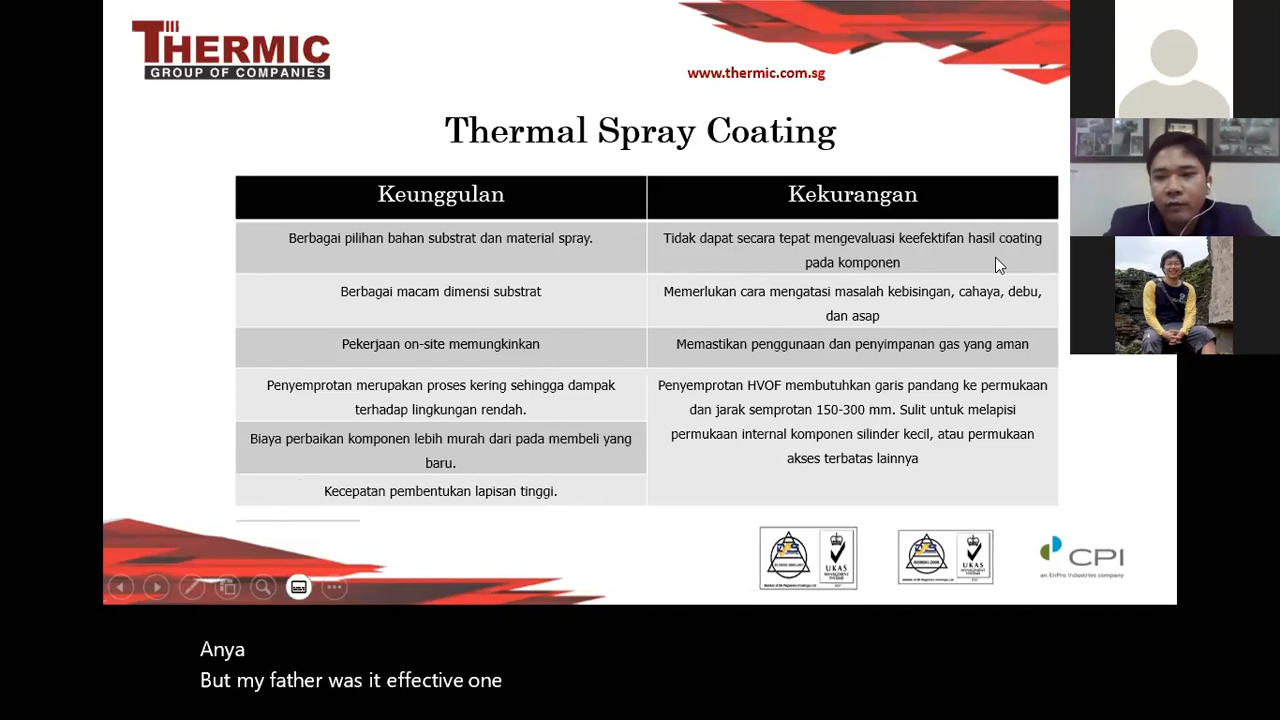 THERMIC
GROUP OF COMPANIES
www.thermic.com.sg
Thermal Spray Coating
Keunggulan
Kekurangan
Berbagai pilihan bahan substrat dan material spray.
Tidak dapat secara tepat mengevaluasi keefektifan hasil coating
pada komponen
Berbagai macam dimensi substrat
Memerlukan cara mengatasi masalah kebisingan, cahaya, debu,
dan asap
Pekerjaan on-site memungkinkan
Memastikan penggunaan dan penyimpanan gas yang aman
Penyemprotan merupakan proses kering sehingga dampak
terhadap lingkungan rendah.
Penyemprotan HVOF membutuhkan garis pandang ke permukaan
dan jarak semprotan 150-300 mm. Sulit untuk melapisi
permukaan internal komponen silinder kecil, atau permukaan
akses terbatas lainnya
Biaya perbaikan komponen lebih murah dari pada membeli yang
baru.
Kecepatan pembentukan lapisan tinggi.
UKAS
MANAGEMENT
SYSTEMS
UKAS
MANAGEMENT
SYSTEMS
CPI
an EnPro Industries company
Anya
But my father was it effective one